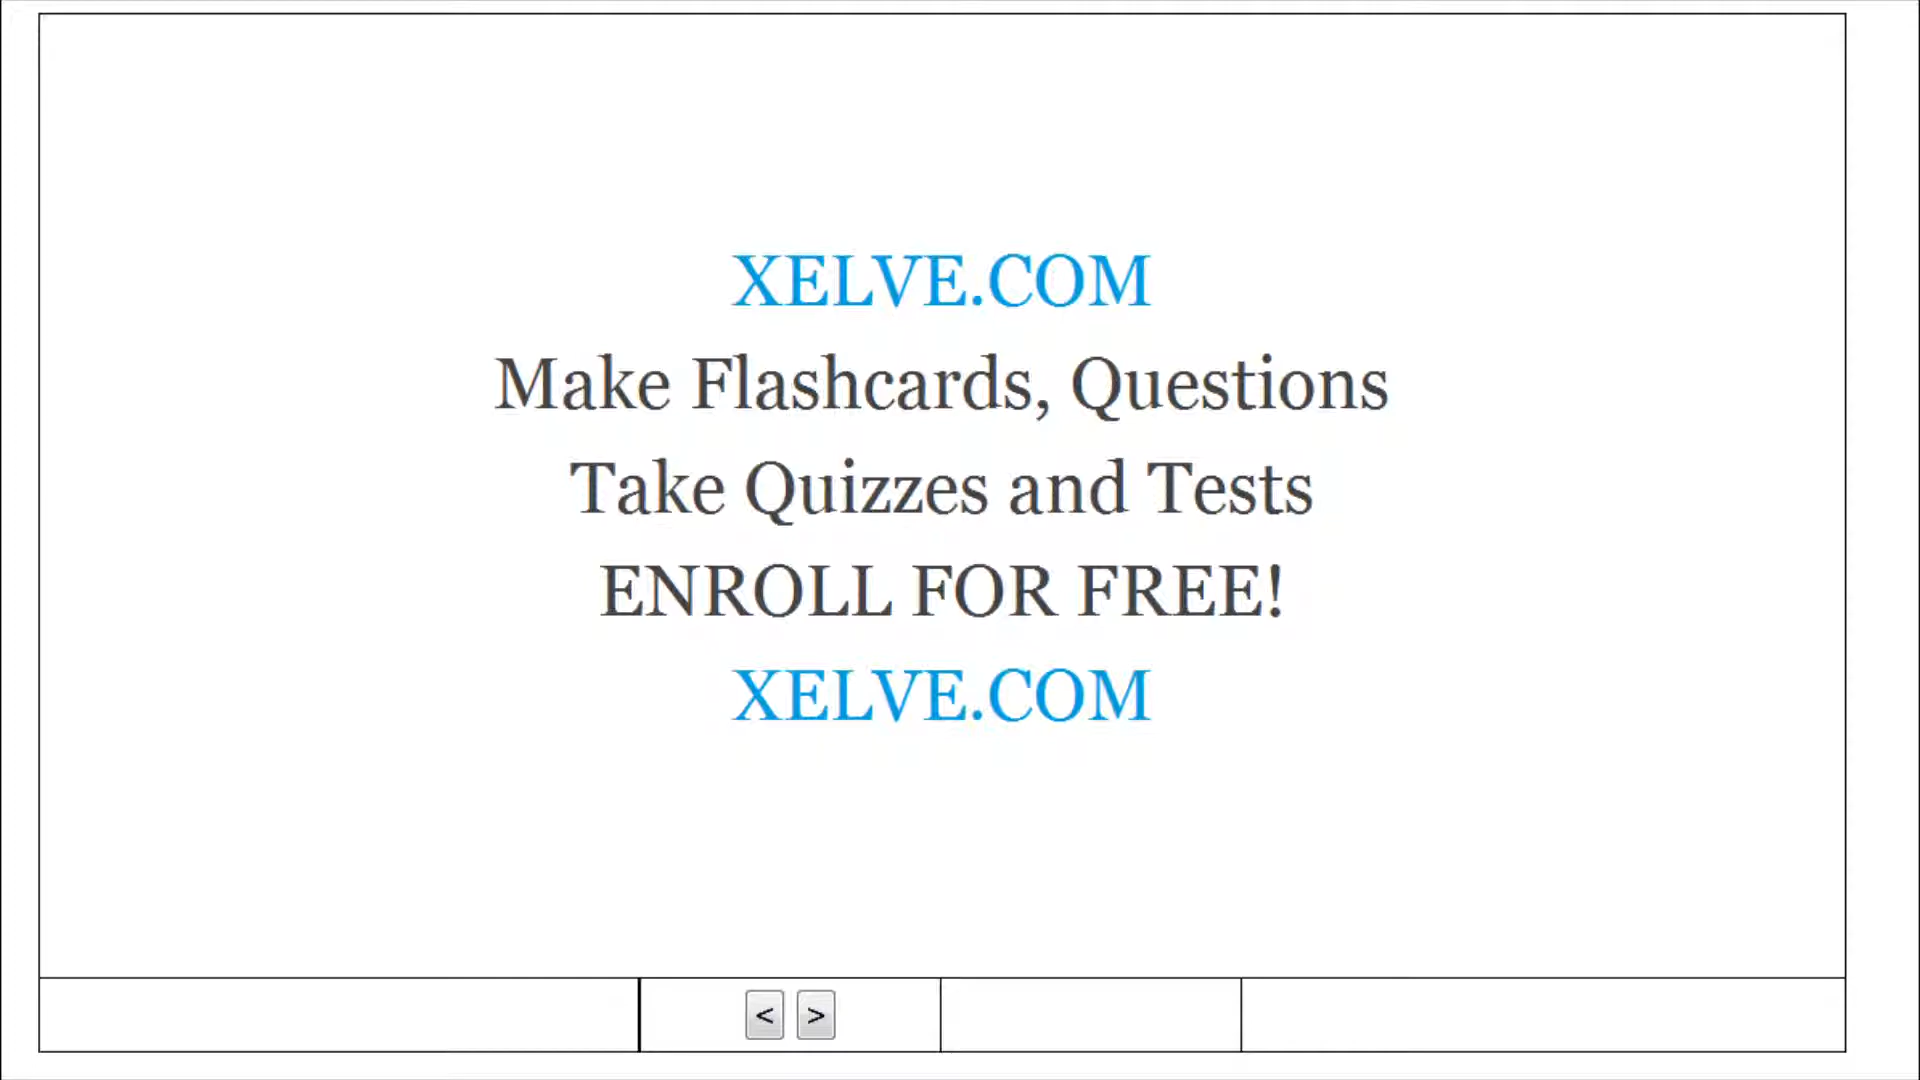 XELVE.COM
Make Flashcards, Questions
Take Quizzes and Tests
ENROLL FOR FREE!
XELVE.COM
< >